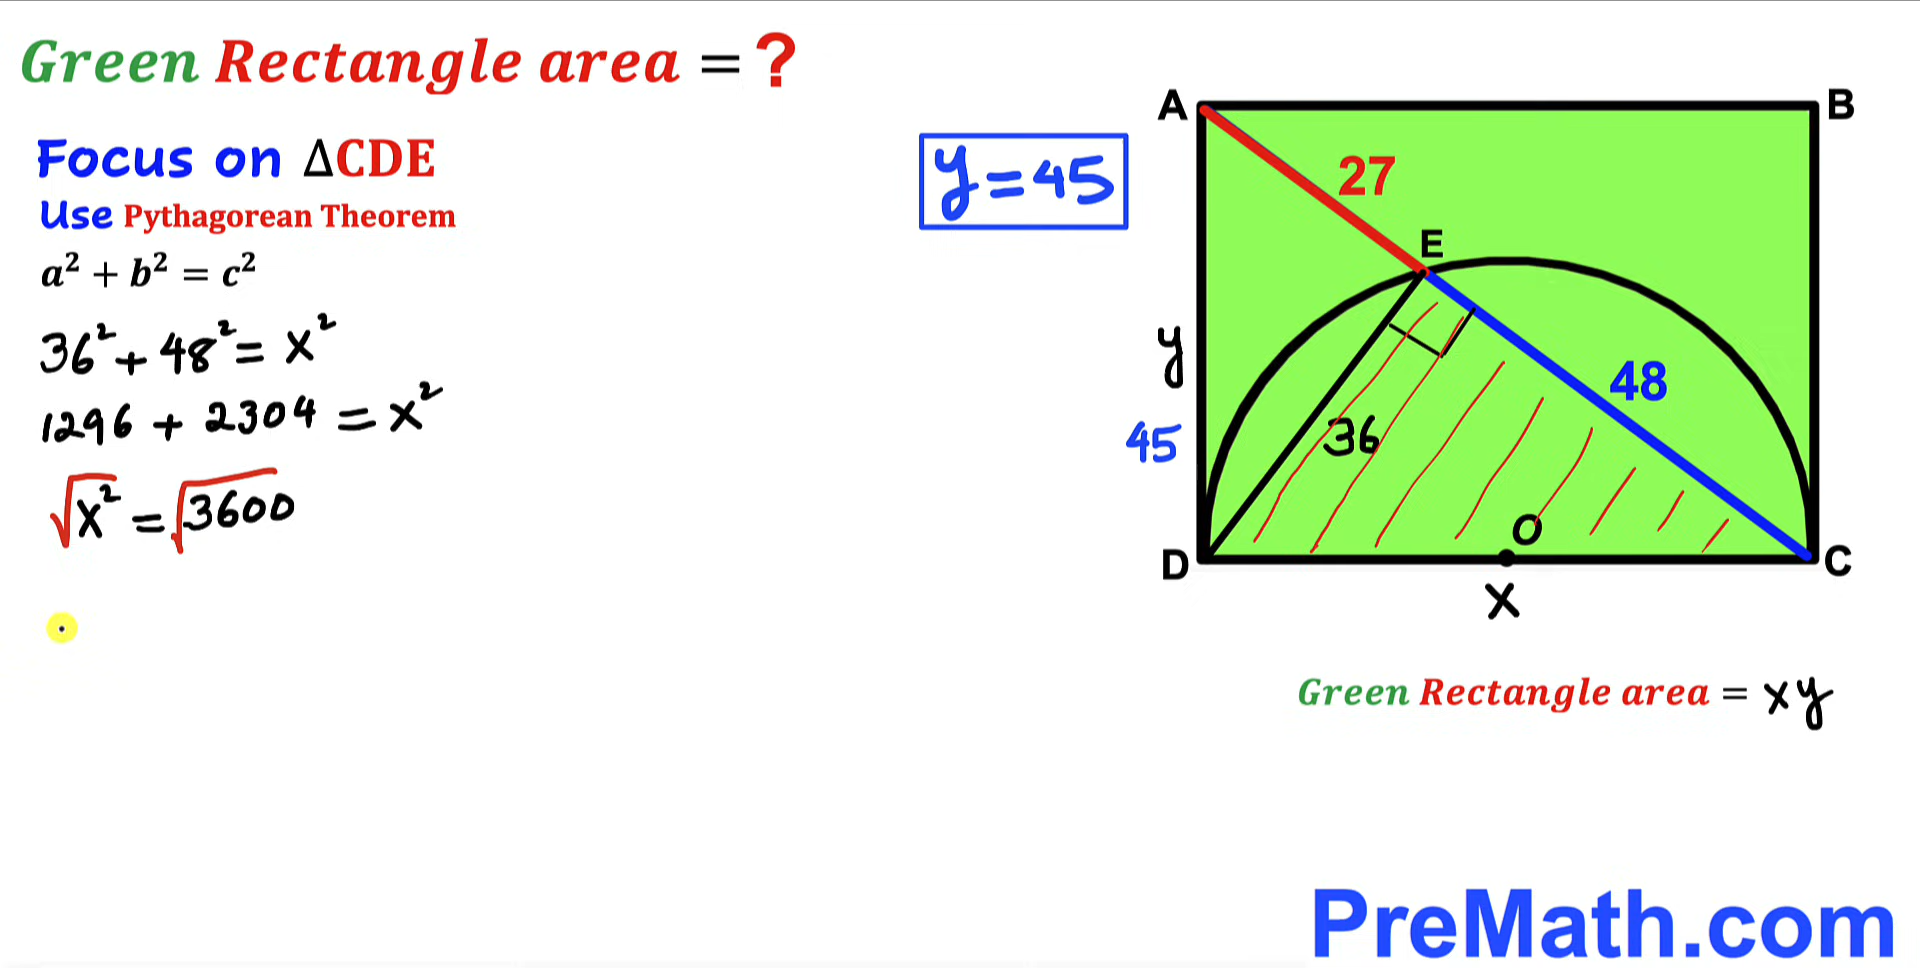 Green Rectangle area = ?
Focus on ΔCDE
Use Pythagorean Theorem
a² + b² = c²
36² + 48² = x²
1296 + 2304 = x²
√x² = √3600
y = 45
A
B
27
E
y
48
45
36
O
D
C
x
Green Rectangle area = xy
PreMath.com